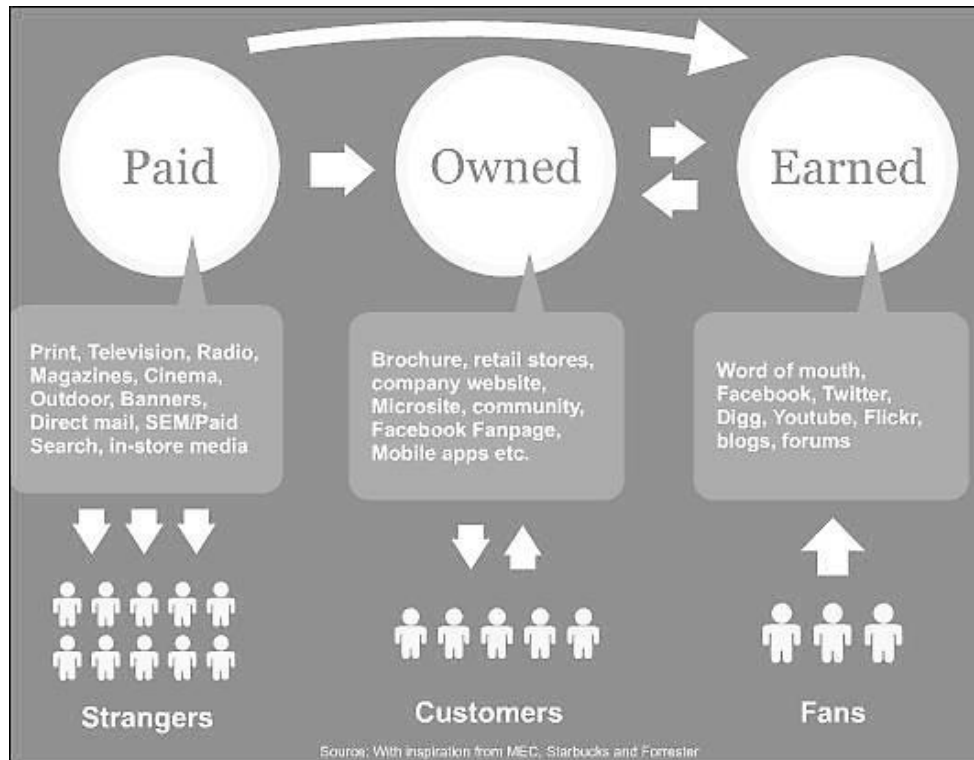 Paid
Owned
Earned
Print, Television, Radio,
Magazines, Cinema,
Outdoor, Banners,
Direct mail, SEM/Paid
Search, in-store media
Brochure, retail stores,
company website,
Microsite, community,
Facebook Fanpage,
Mobile apps etc.
Word of mouth,
Facebook, Twitter,
Digg, Youtube, Flickr,
blogs, forums
Strangers
Customers
Fans
Source: With inspiration from MEC, Starbucks and Forrester